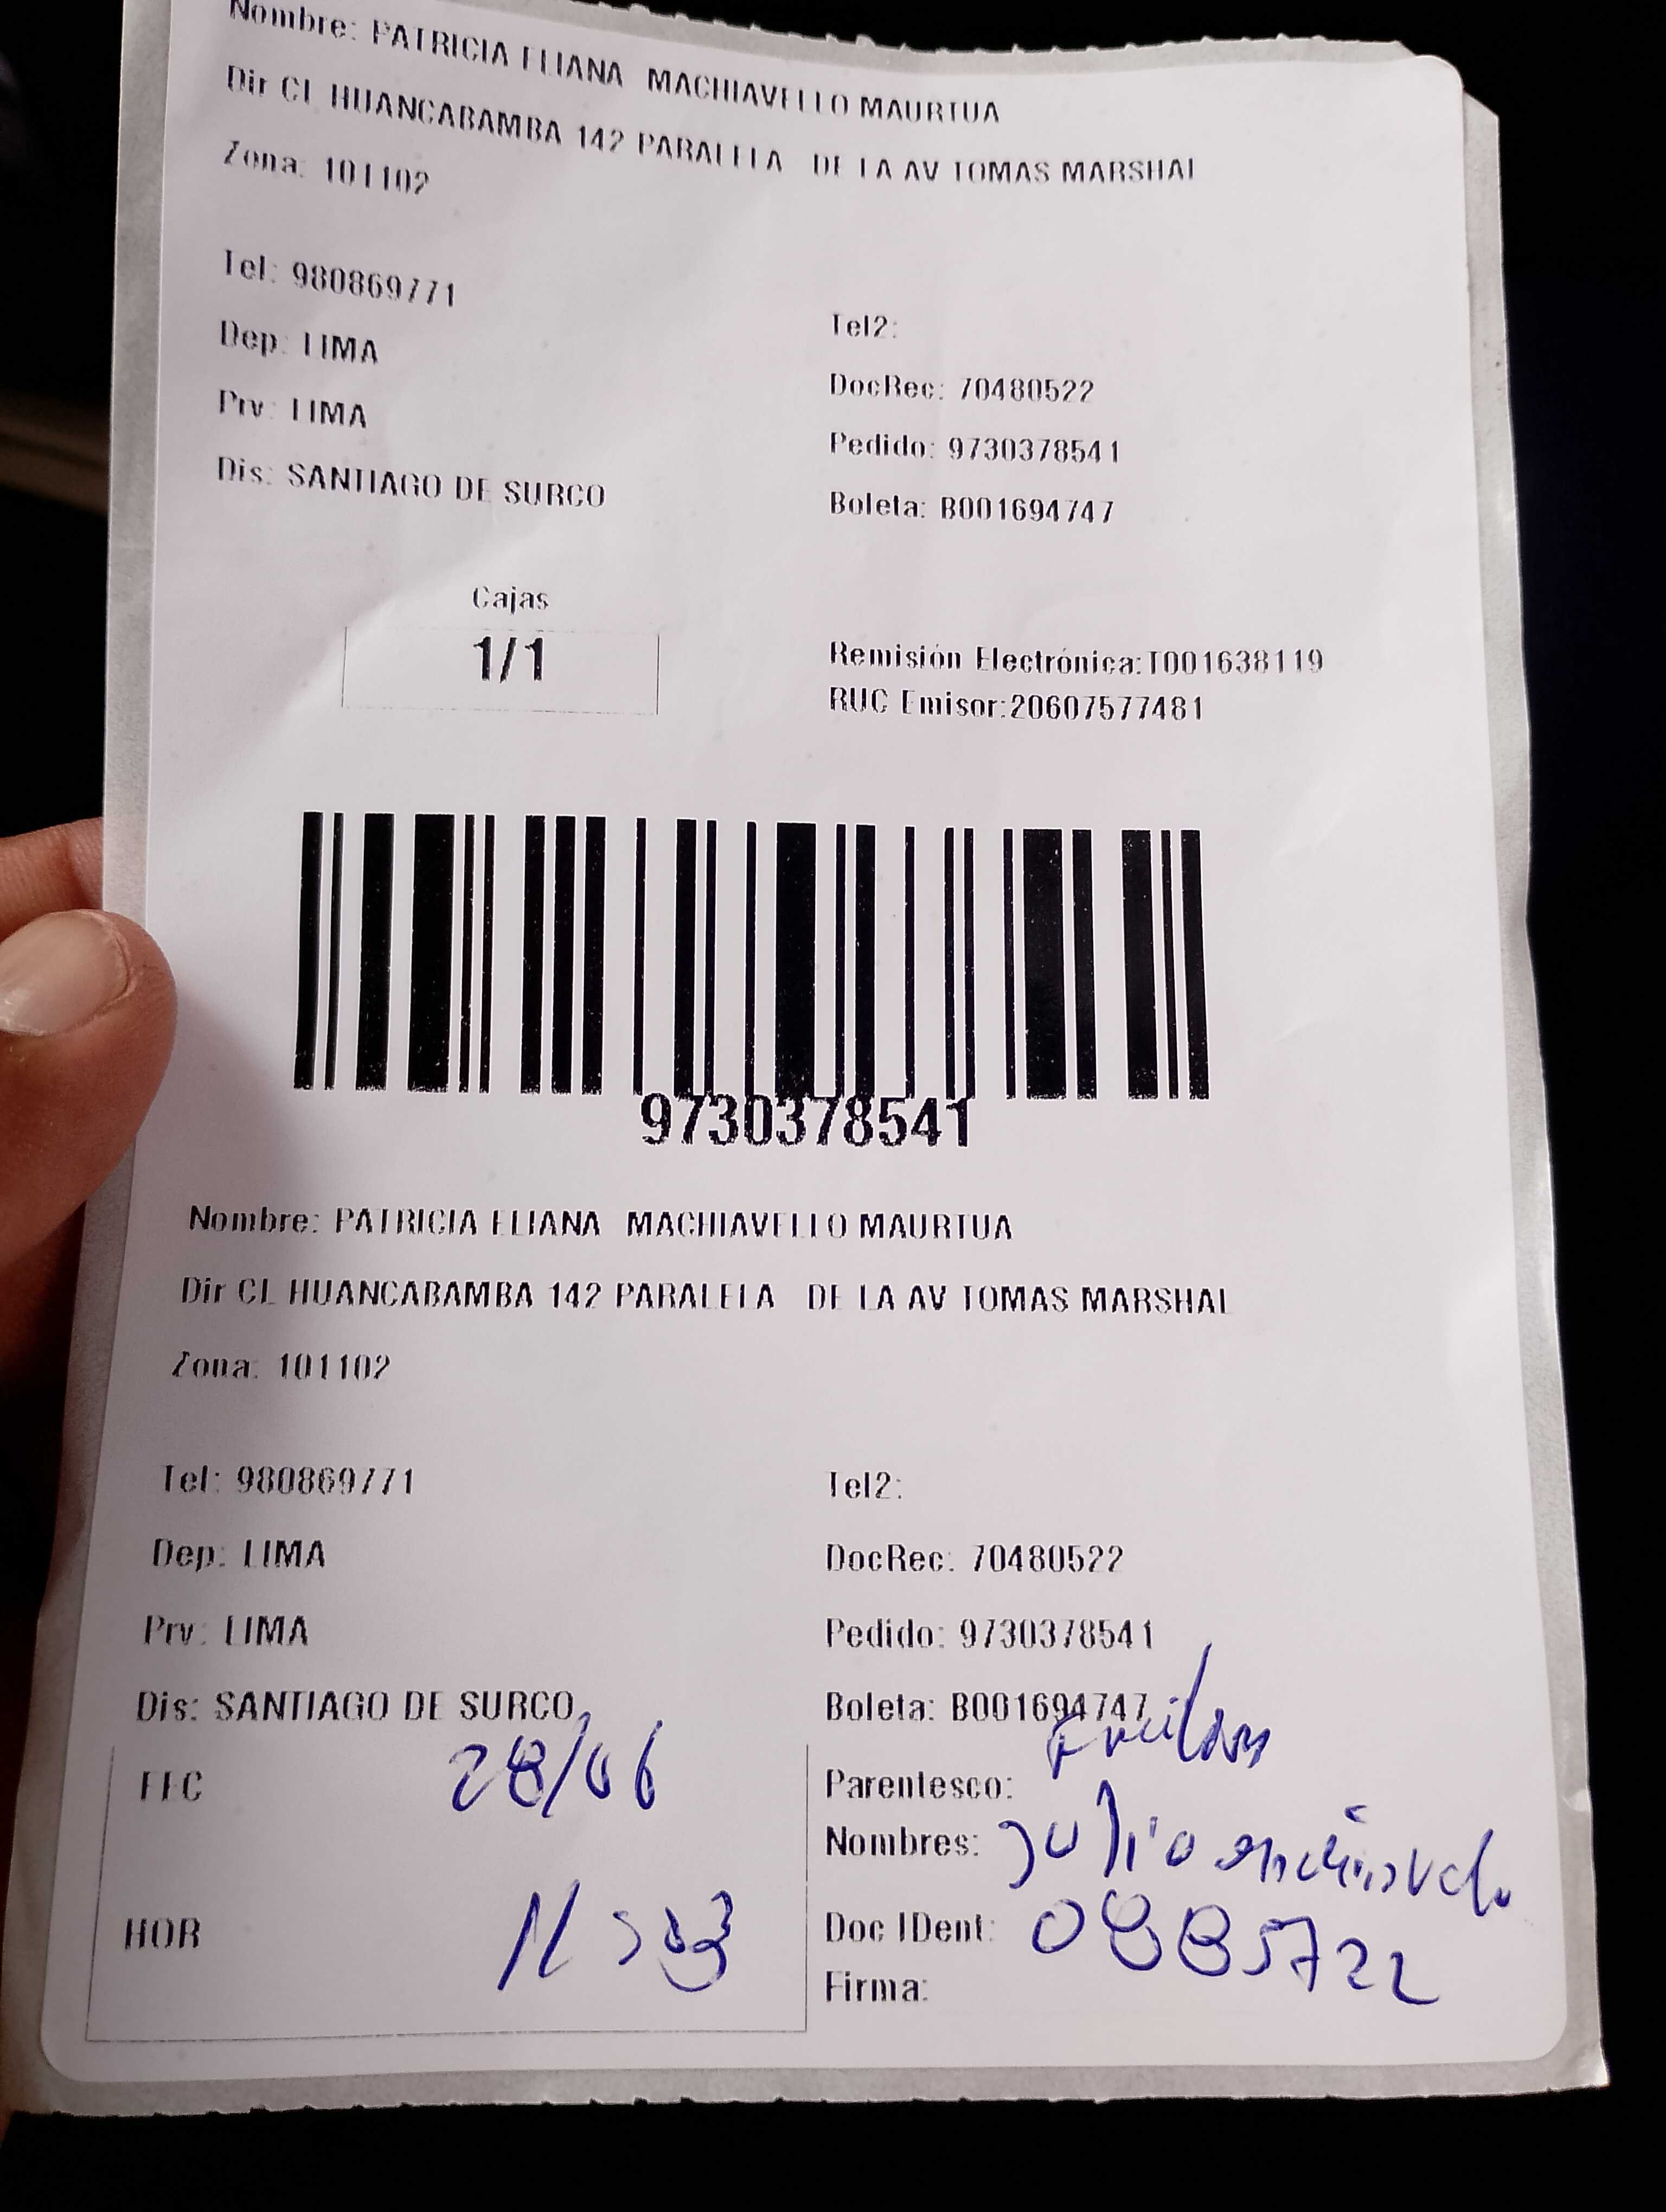 Nombre: PATRICIA ELIANA MACHIAVELLO MAURTUA
Dir CL HUANCABAMBA 142 PARALELA DE LA AV TOMAS MARSHAL
Zona: 101102
Tel: 980869771
Tel2:
Dep: LIMA
DocRec: 70480522
Prv: LIMA
Pedido: 9730378541
Dis: SANTIAGO DE SURCO
Boleta: B001694747
Cajas
1/1
Remisión Electrónica:T001638119
RUC Emisor:20607577481
9730378541
Nombre: PATRICIA ELIANA MACHIAVELLO MAURTUA
Dir CL HUANCABAMBA 142 PARALELA DE LA AV TOMAS MARSHAL
Zona: 101102
Tel: 980869771
Tel2:
Dep: LIMA
DocRec: 70480522
Prv: LIMA
Pedido: 9730378541
Dis: SANTIAGO DE SURCO
Boleta: B001694747
FEC 28/06
Parentesco:
Nombres: Julio
HOR
Doc IDent: 0885722
Firma: